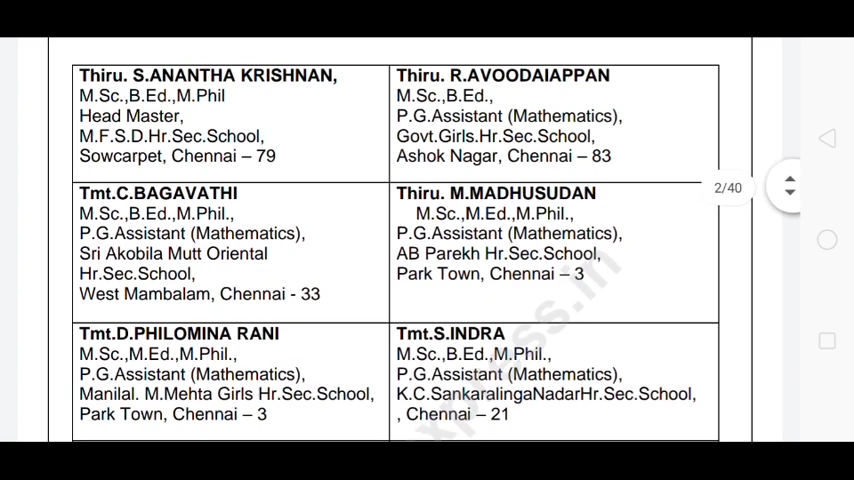 Thiru. S.ANANTHA KRISHNAN,
M.Sc.,B.Ed.,M.Phil
Head Master,
M.F.S.D.Hr.Sec.School,
Sowcarpet, Chennai – 79
Thiru. R.AVOODAIAPPAN
M.Sc.,B.Ed.,
P.G.Assistant (Mathematics),
Govt.Girls.Hr.Sec.School,
Ashok Nagar, Chennai – 83
Tmt.C.BAGAVATHI
M.Sc.,B.Ed.,M.Phil.,
P.G.Assistant (Mathematics),
Sri Akobila Mutt Oriental
Hr.Sec.School,
West Mambalam, Chennai - 33
Thiru. M.MADHUSUDAN
M.Sc.,M.Ed.,M.Phil.,
P.G.Assistant (Mathematics),
AB Parekh Hr.Sec.School,
Park Town, Chennai – 3
Tmt.D.PHILOMINA RANI
M.Sc.,M.Ed.,M.Phil.,
P.G.Assistant (Mathematics),
Manilal. M.Mehta Girls Hr.Sec.School,
Park Town, Chennai – 3
Tmt.S.INDRA
M.Sc.,B.Ed.,M.Phil.,
P.G.Assistant (Mathematics),
K.C.SankaralingaNadarHr.Sec.School,
, Chennai – 21
2/40
xpress.in